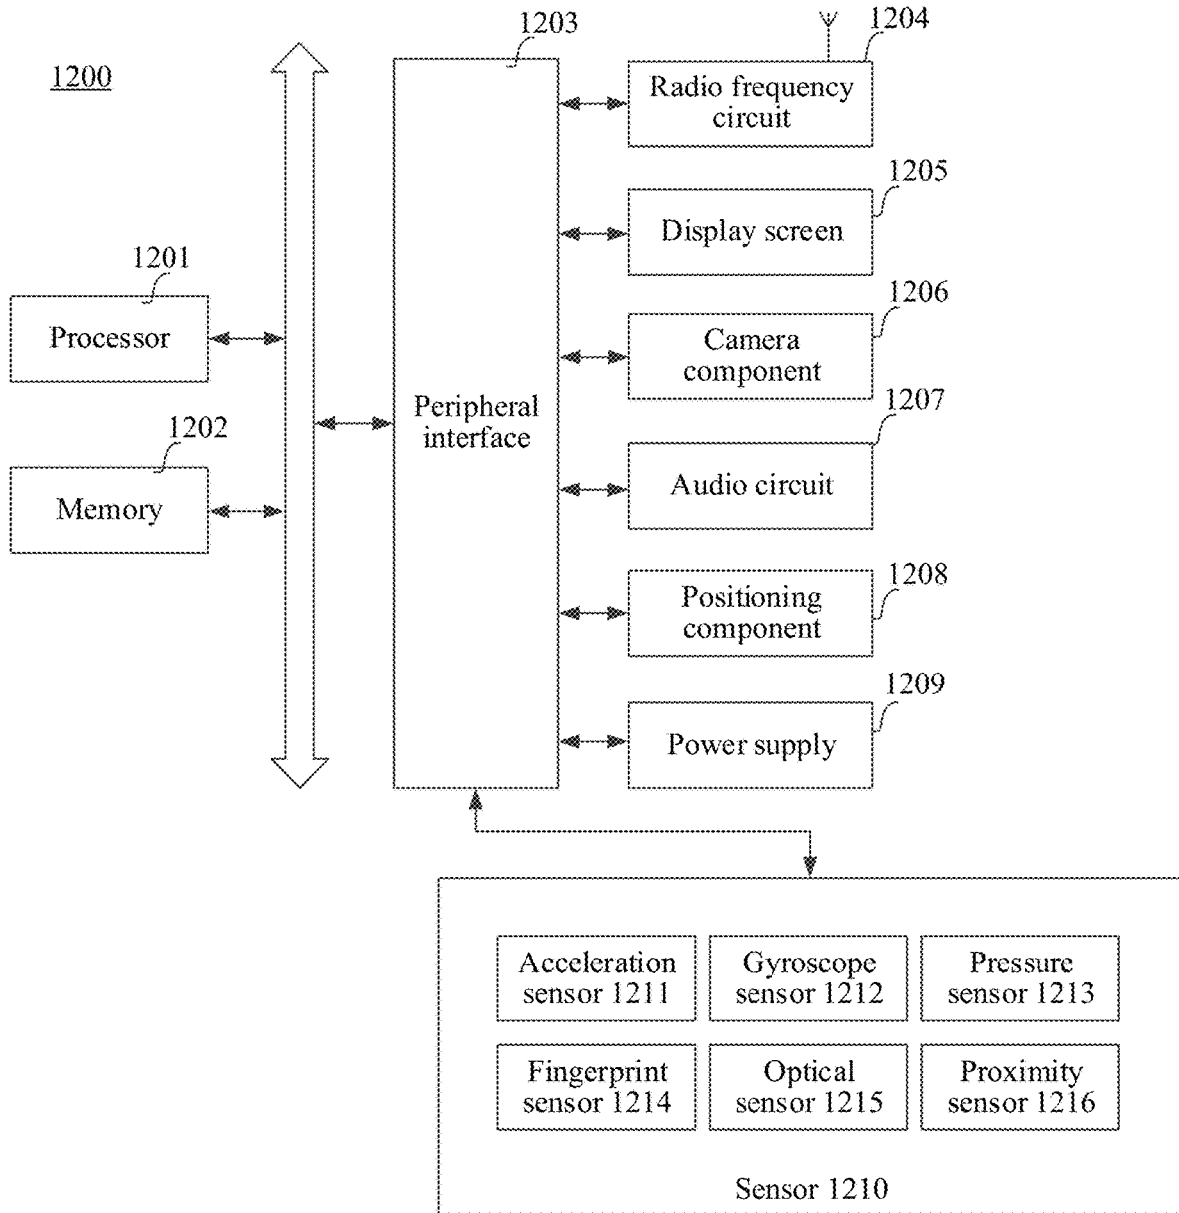 1200
1203
1204
Radio frequency
circuit
1205
Display screen
1201
Processor
1206
Camera
component
Peripheral
interface
1202
Memory
1207
Audio circuit
1208
Positioning
component
1209
Power supply
Acceleration
sensor 1211
Gyroscope
sensor 1212
Pressure
sensor 1213
Fingerprint
sensor 1214
Optical
sensor 1215
Proximity
sensor 1216
Sensor 1210